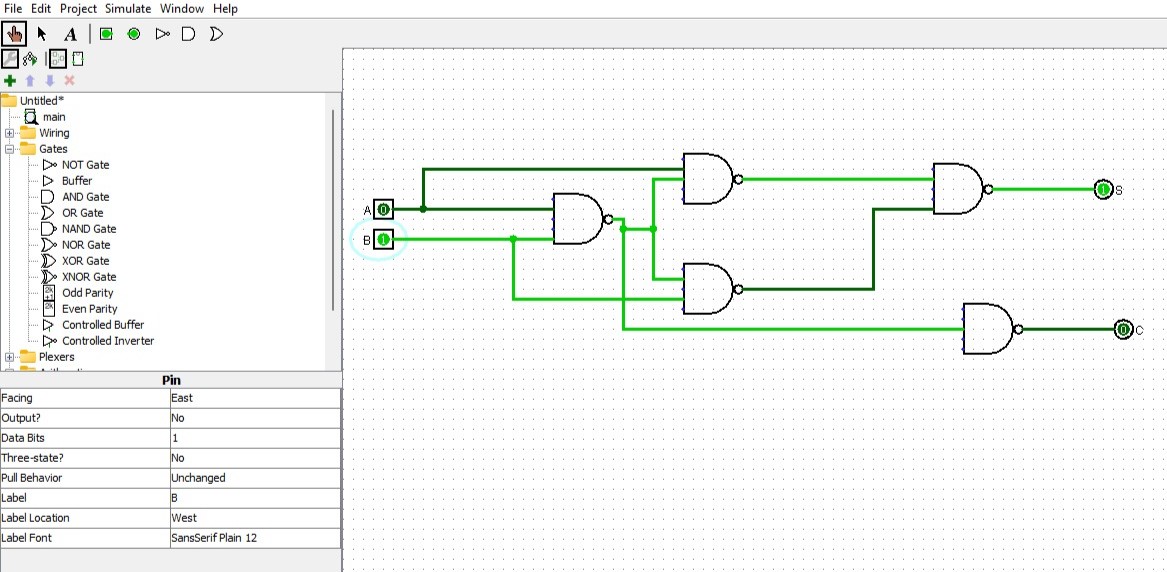 File Edit Project Simulate Window Help
A
Untitled*
main
Wiring
Gates
NOT Gate
Buffer
AND Gate
OR Gate
NAND Gate
NOR Gate
XOR Gate
XNOR Gate
Odd Parity
Even Parity
Controlled Buffer
Controlled Inverter
Plexers
Pin
Facing East
Output? No
Data Bits 1
Three-state? No
Pull Behavior Unchanged
Label B
Label Location West
Label Font SansSerif Plain 12
A 0
B 1
1 S
0 C